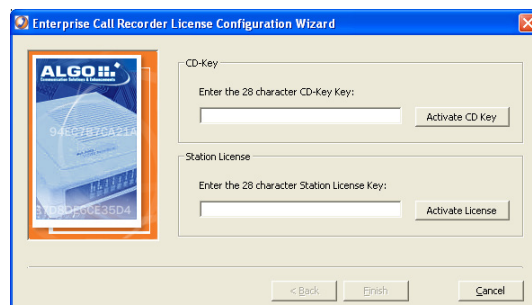 Enterprise Call Recorder License Configuration Wizard
ALGO
Communication Solutions & Enhancements
94EC7B7CA21A
B7D8DECCE35D4
CD-Key
Enter the 28 character CD-Key Key:
Activate CD Key
Station License
Enter the 28 character Station License Key:
Activate License
< Back
Finish
Cancel